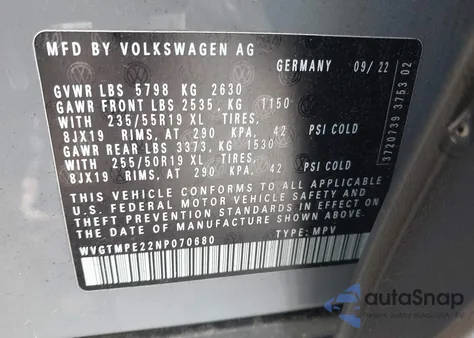 MFD BY VOLKSWAGEN AG
GERMANY 09/ 22
GVWR LBS 5798 KG 2630
GAWR FRONT LBS 2535, KG 1150
WITH 235/55R19 XL TIRES,
8JX19 RIMS, AT 290 KPA, 42 PSI COLD
GAWR REAR LBS 3373, KG 1530
WITH 255/50R19 XL TIRES,
8JX19 RIMS, AT 290 KPA, 42 PSI COLD
THIS VEHICLE CONFORMS TO ALL APPLICABLE
U.S. FEDERAL MOTOR VEHICLE SAFETY AND
THEFT PREVENTION STANDARDS IN EFFECT ON
THE DATE OF MANUFACTURE SHOWN ABOVE
WVGTMPE22NP070680 TYPE: MPV
3720739 3753 02
autoSnap